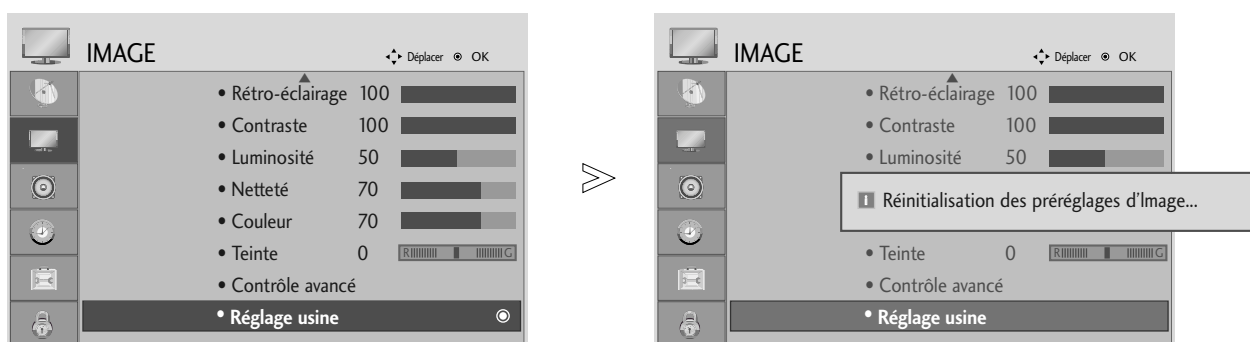 IMAGE
Déplacer OK
• Rétro-éclairage 100
• Contraste 100
• Luminosité 50
• Netteté 70
• Couleur 70
• Teinte 0 R G
• Contrôle avancé
• Réglage usine
IMAGE
Déplacer OK
• Rétro-éclairage 100
• Contraste 100
• Luminosité 50
Réinitialisation des préréglages d'Image...
• Teinte 0 R G
• Contrôle avancé
• Réglage usine